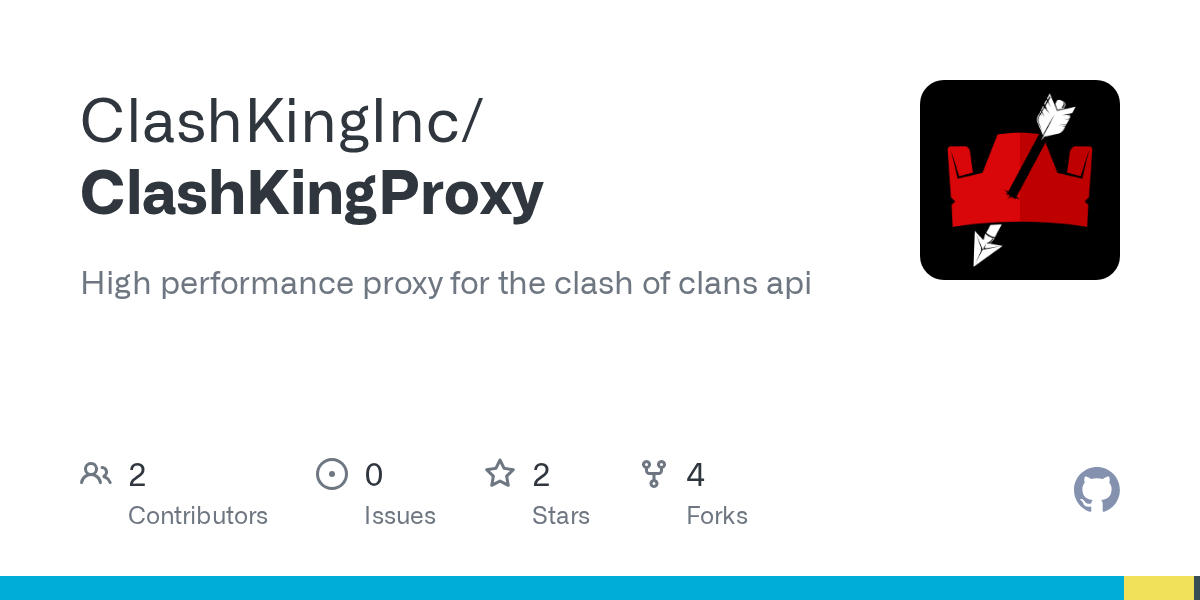 ClashKingInc/
ClashKingProxy
High performance proxy for the clash of clans api
2
Contributors
0
Issues
2
Stars
4
Forks